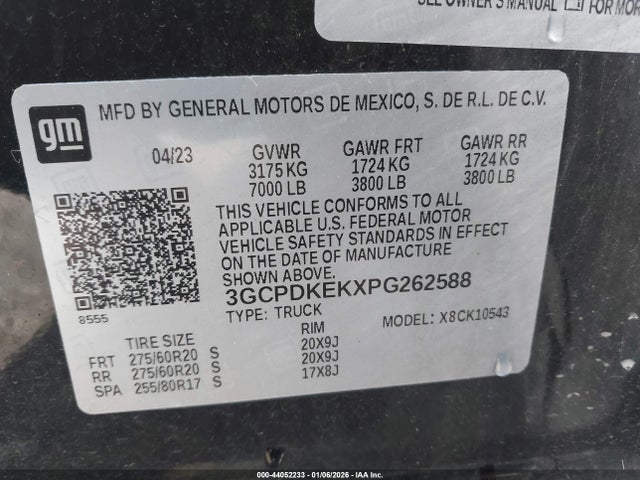 SEE OWNER'S MANUAL FOR MOR
gm
MFD BY GENERAL MOTORS DE MEXICO, S. DE R.L. DE C.V.
04/23 GVWR GAWR FRT GAWR RR
3175 KG 1724 KG 1724 KG
7000 LB 3800 LB 3800 LB
THIS VEHICLE CONFORMS TO ALL
APPLICABLE U.S. FEDERAL MOTOR
VEHICLE SAFETY STANDARDS IN EFFECT
ON THE DATE OF MANUFACTURE
SHOWN ABOVE.
3GCPDKEKXPG262588
8555
TYPE: TRUCK MODEL: X8CK10543
TIRE SIZE RIM
FRT 275/60R20 S 20X9J
RR 275/60R20 S 20X9J
SPA 255/80R17 S 17X8J
000-44052233 - 01/06/2026 - IAA Inc.